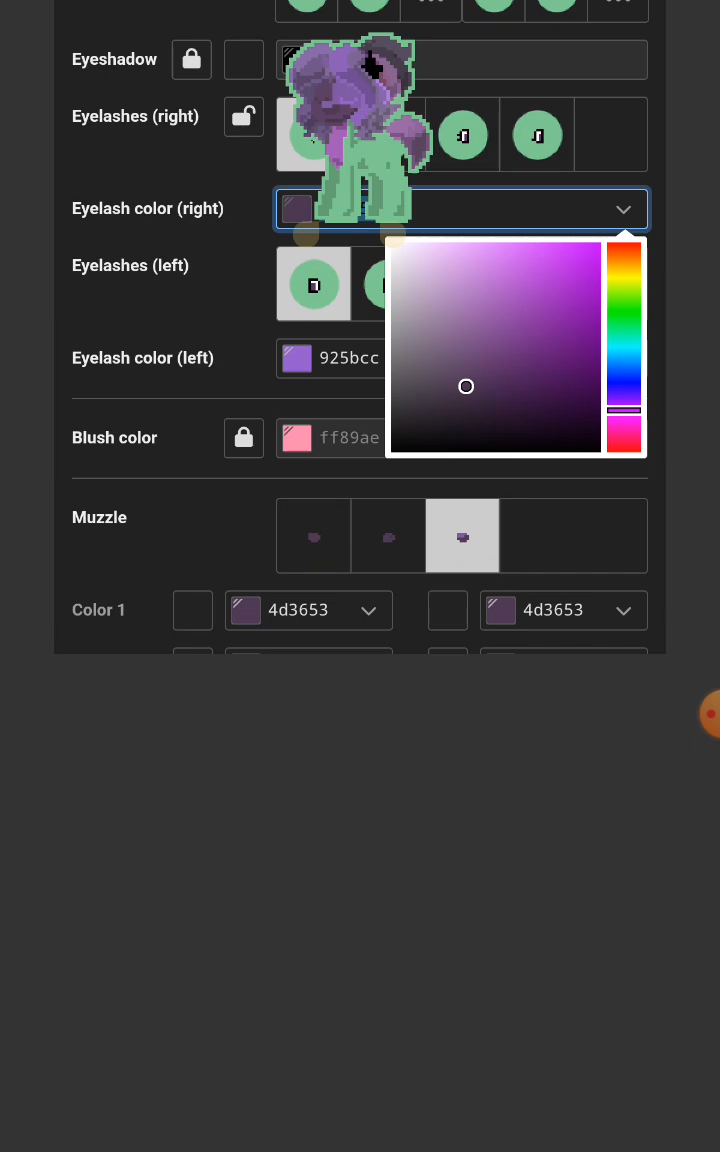 Eyeshadow
Eyelashes (right)
Eyelash color (right)
Eyelashes (left)
Eyelash color (left)
925bcc
Blush color
ff89ae
Muzzle
Color 1
4d3653
4d3653